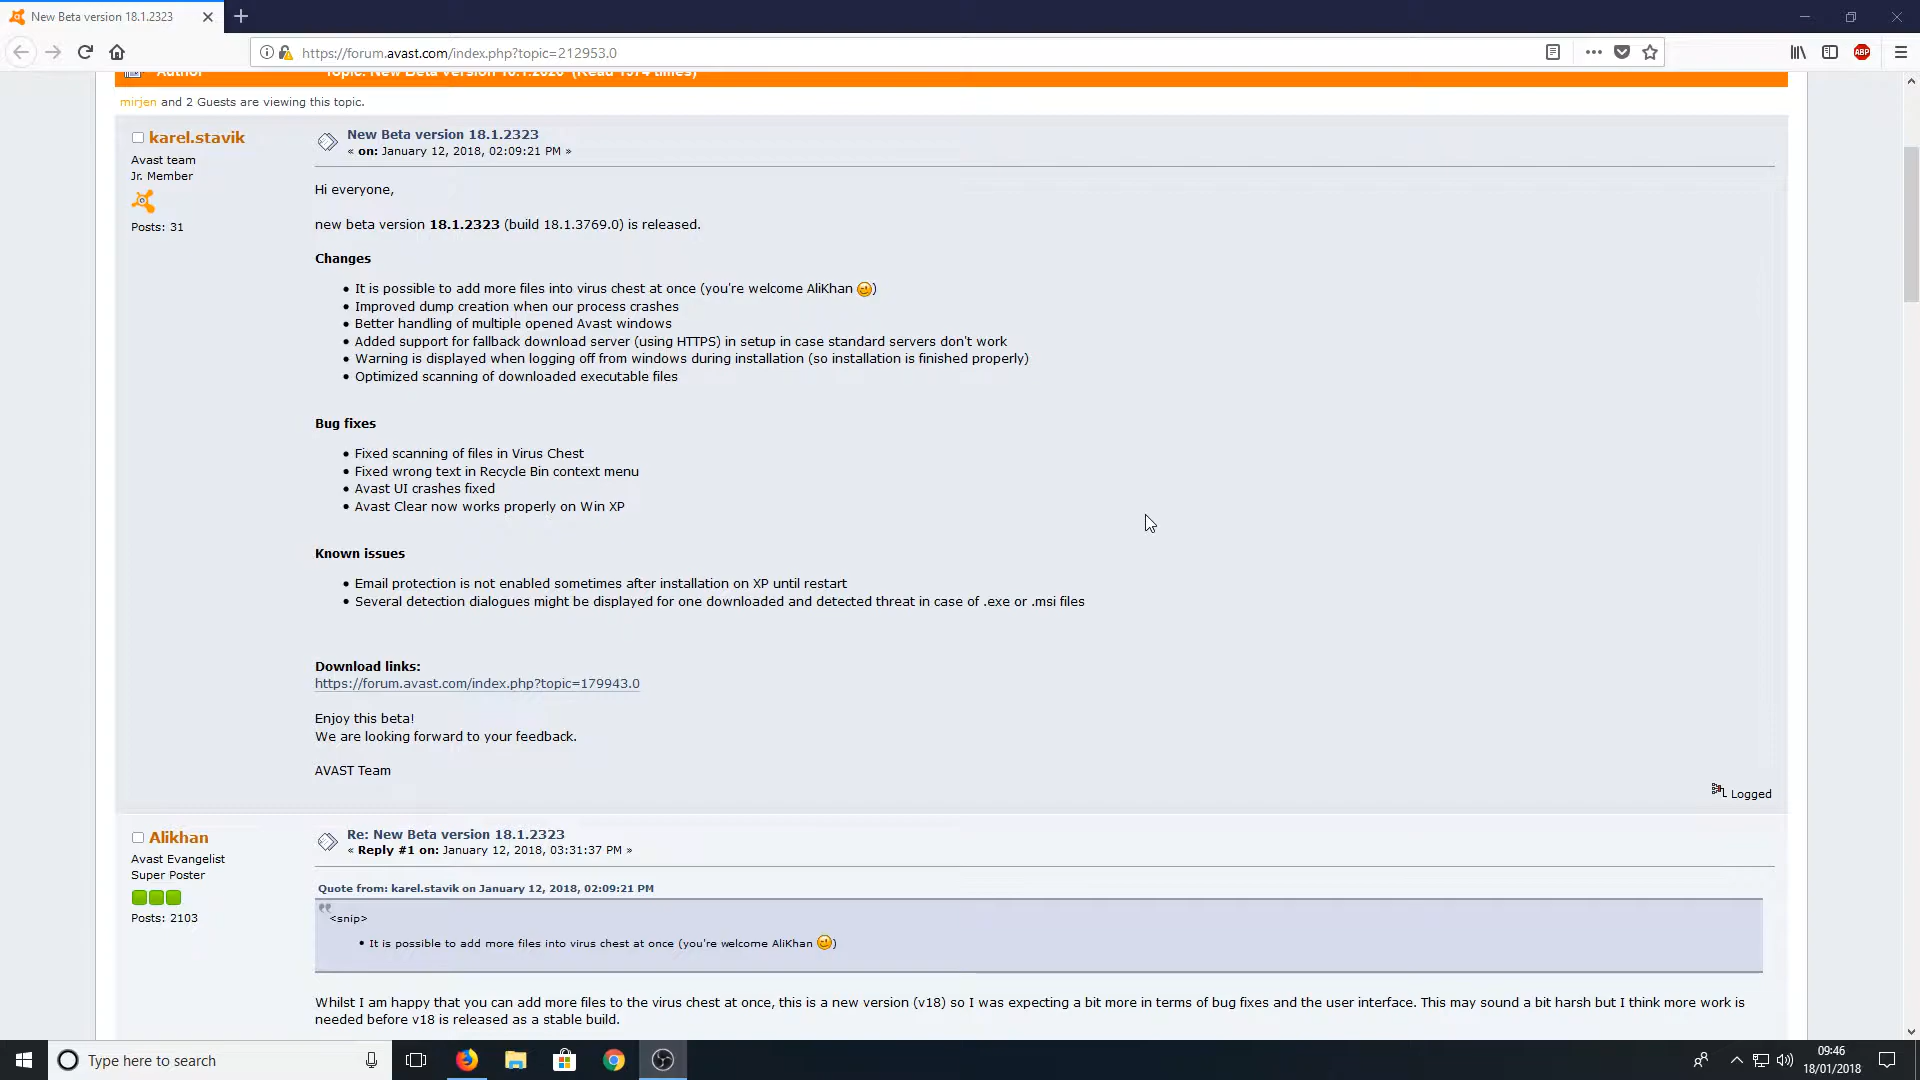 New Beta version 18.1.2323
https://forum.avast.com/index.php?topic=212953.0
ABP
Author
Topic: New Beta version 18.1.2323 (Read 1974 times)
mirjen and 2 Guests are viewing this topic.
karel.stavik
Avast team
Jr. Member
Posts: 31
New Beta version 18.1.2323
« on: January 12, 2018, 02:09:21 PM »
Hi everyone,
new beta version 18.1.2323 (build 18.1.3769.0) is released.
Changes
It is possible to add more files into virus chest at once (you're welcome AliKhan )
Improved dump creation when our process crashes
Better handling of multiple opened Avast windows
Added support for fallback download server (using HTTPS) in setup in case standard servers don't work
Warning is displayed when logging off from windows during installation (so installation is finished properly)
Optimized scanning of downloaded executable files
Bug fixes
Fixed scanning of files in Virus Chest
Fixed wrong text in Recycle Bin context menu
Avast UI crashes fixed
Avast Clear now works properly on Win XP
Known issues
Email protection is not enabled sometimes after installation on XP until restart
Several detection dialogues might be displayed for one downloaded and detected threat in case of .exe or .msi files
Download links:
https://forum.avast.com/index.php?topic=179943.0
Enjoy this beta!
We are looking forward to your feedback.
AVAST Team
Logged
Alikhan
Avast Evangelist
Super Poster
Posts: 2103
Re: New Beta version 18.1.2323
« Reply #1 on: January 12, 2018, 03:31:37 PM »
Quote from: karel.stavik on January 12, 2018, 02:09:21 PM
<snip>
It is possible to add more files into virus chest at once (you're welcome AliKhan )
Whilst I am happy that you can add more files to the virus chest at once, this is a new version (v18) so I was expecting a bit more in terms of bug fixes and the user interface. This may sound a bit harsh but I think more work is
needed before v18 is released as a stable build.
Type here to search
09:46
18/01/2018